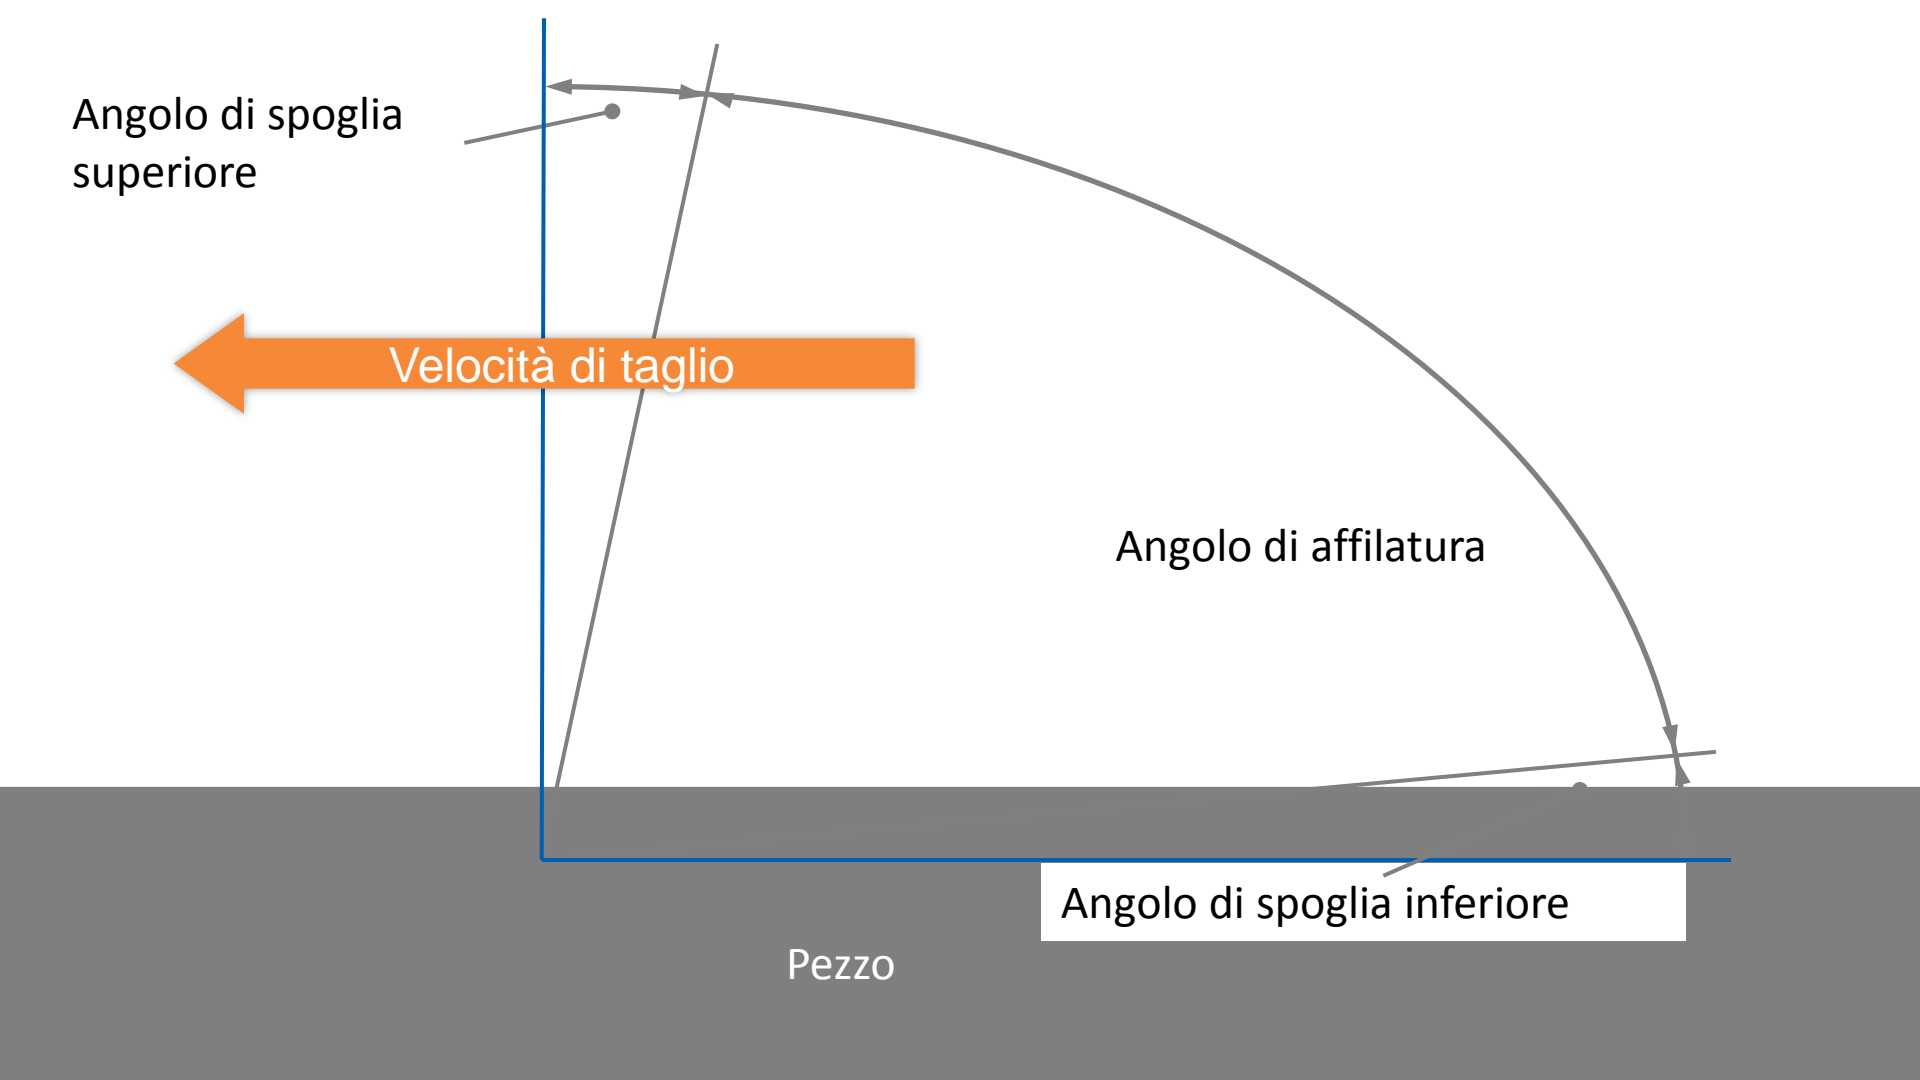 Angolo di spoglia
superiore
Velocità di taglio
Angolo di affilatura
Angolo di spoglia inferiore
Pezzo